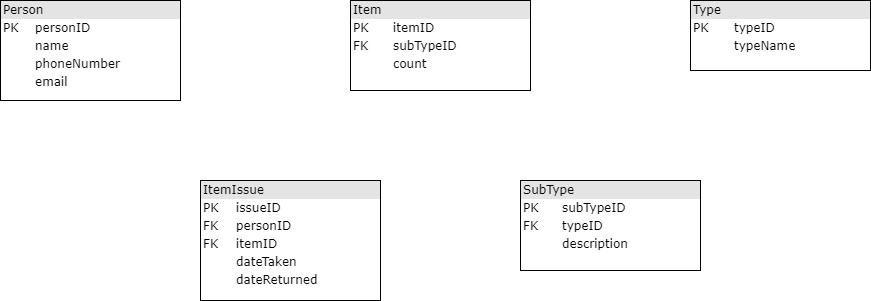 Person
PK personID
name
phoneNumber
email
Item
PK itemID
FK subTypeID
count
Type
PK typeID
typeName
ItemIssue
PK issueID
FK personID
FK itemID
dateTaken
dateReturned
SubType
PK subTypeID
FK typeID
description